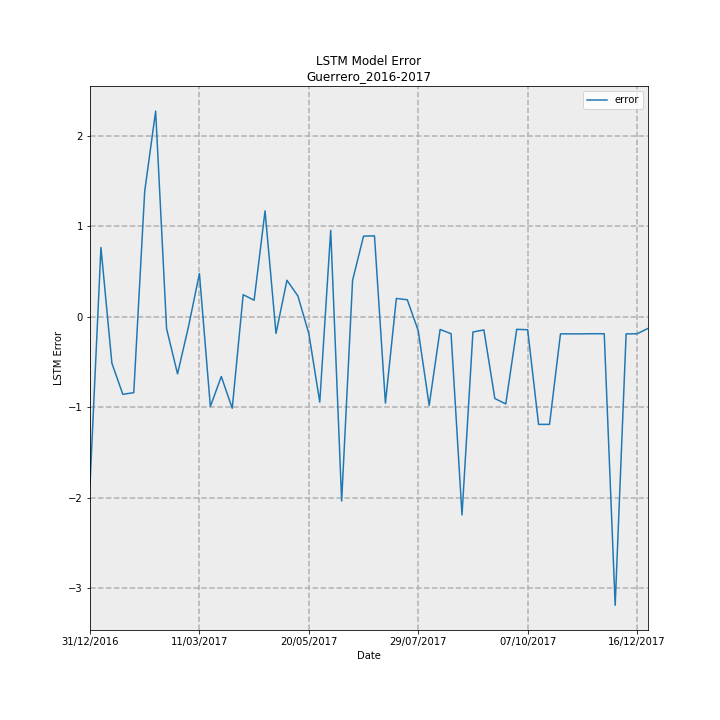 LSTM Model Error
Guerrero_2016-2017
error
2
1
0
−1
−2
−3
LSTM Error
31/12/2016
11/03/2017
20/05/2017
29/07/2017
07/10/2017
16/12/2017
Date